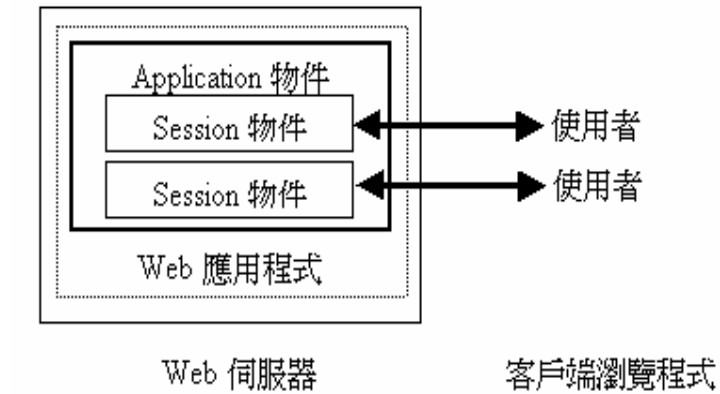 Application 物件
Session 物件
使用者
Session 物件
使用者
Web 應用程式
Web 伺服器
客戶端瀏覽程式